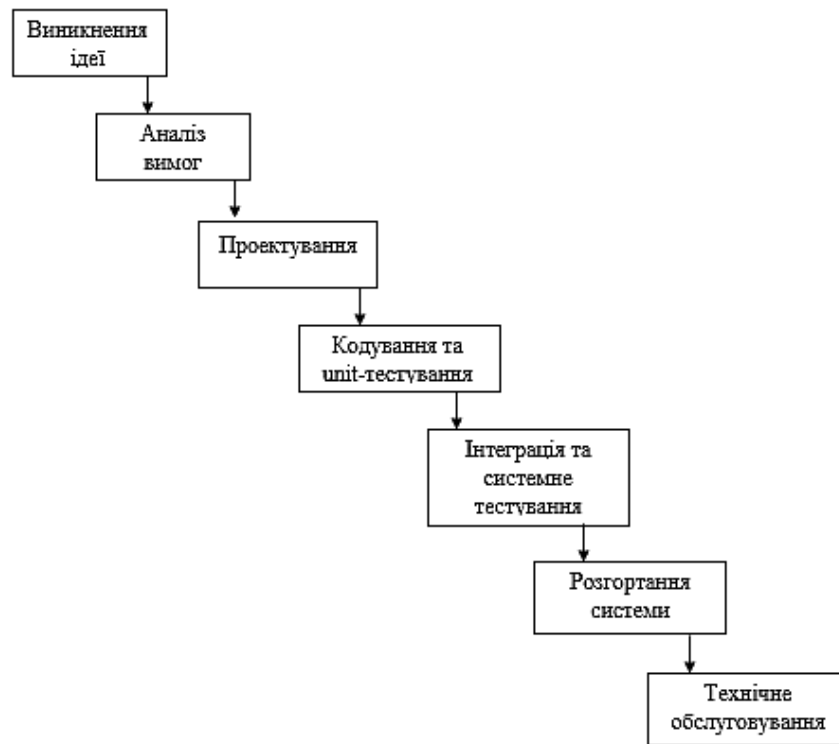 Виникнення
ідеї
Аналіз
вимог
Проектування
Кодування та
unit-тестування
Інтеграція та
системне
тестування
Розгортання
системи
Технічне
обслуговування